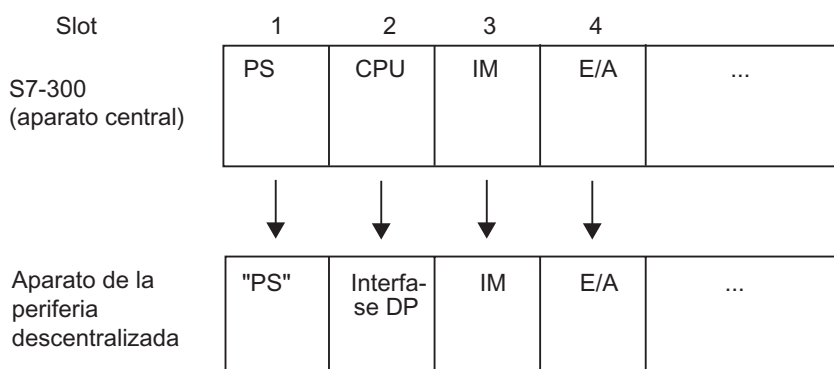 Slot 1 2 3 4
S7-300
(aparato central)
PS CPU IM E/A ...
Aparato de la
periferia
descentralizada
"PS" Interfa-
se DP IM E/A ...